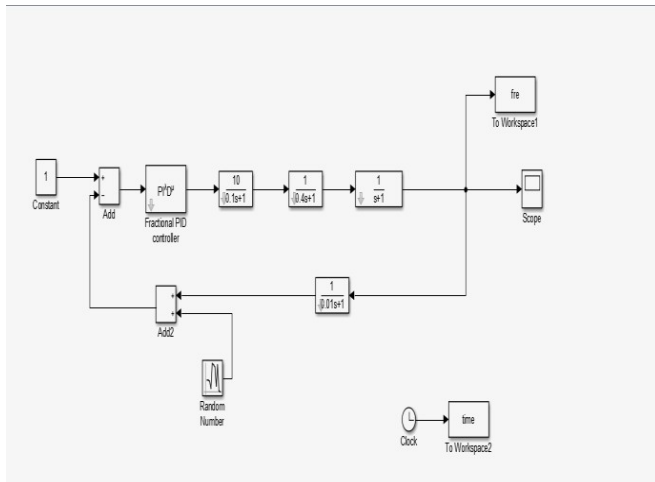 fre
To Workspace1
1
Constant
+
−
Add
PI^λD^μ
Fractional PID
controller
10
0.1s+1
1
0.4s+1
1
s+1
Scope
1
0.01s+1
+
+
Add2
Random
Number
Clock
time
To Workspace2